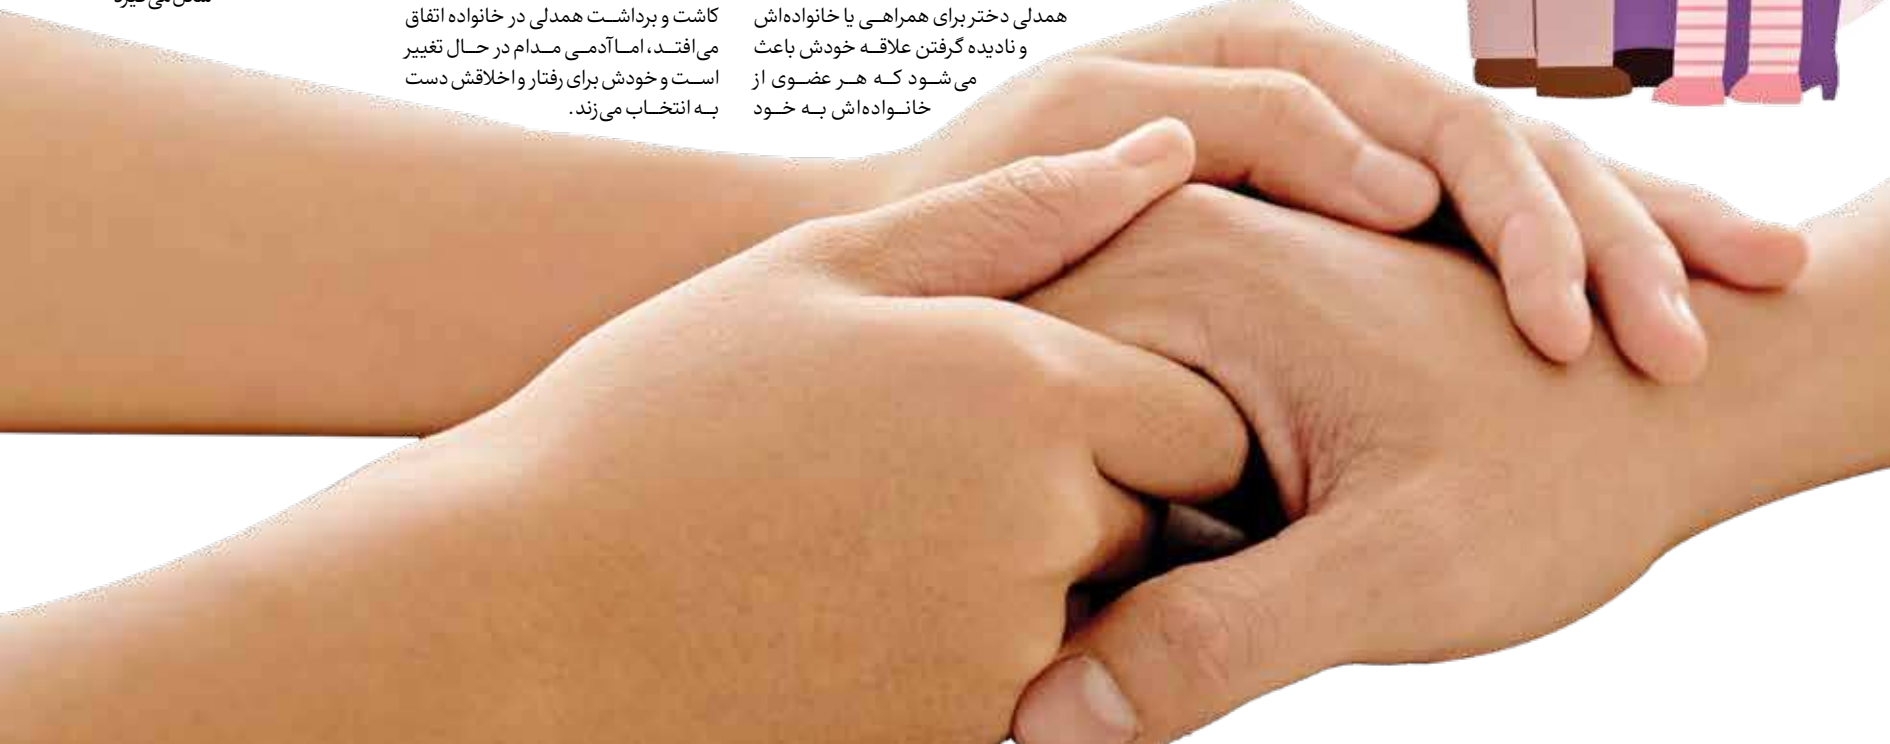 همدلی دختر برای همراهی با خانواده‌اش
و نادیده گرفتن علاقه خودش باعث
می‌شود که هر عضوی از
خانواده‌اش به خود
کاشت و برداشت همدلی در خانواده اتفاق
می‌افتد، اما آدمی مدام در حال تغییر
است و خودش برای رفتار و اخلاقش دست
به انتخاب می‌زند.